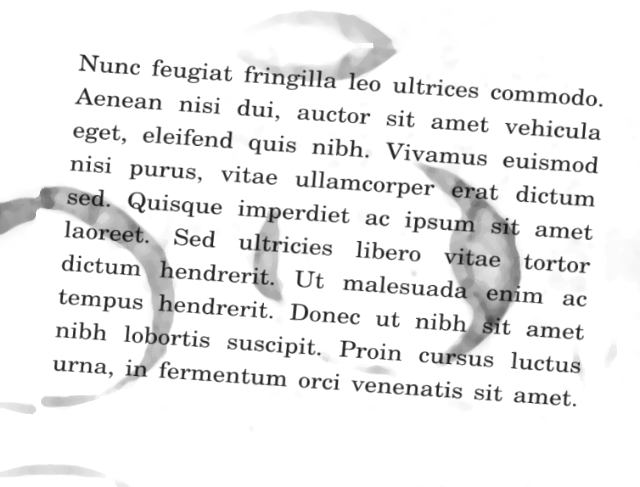 Nunc feugiat fringilla leo ultrices commodo.
Aenean nisi dui, auctor sit amet vehicula
eget, eleifend quis nibh. Vivamus euismod
nisi purus, vitae ullamcorper erat dictum
sed. Quisque imperdiet ac ipsum sit amet
laoreet. Sed ultricies libero vitae tortor
dictum hendrerit. Ut malesuada enim ac
tempus hendrerit. Donec ut nibh sit amet
nibh lobortis suscipit. Proin cursus luctus
urna, in fermentum orci venenatis sit amet.